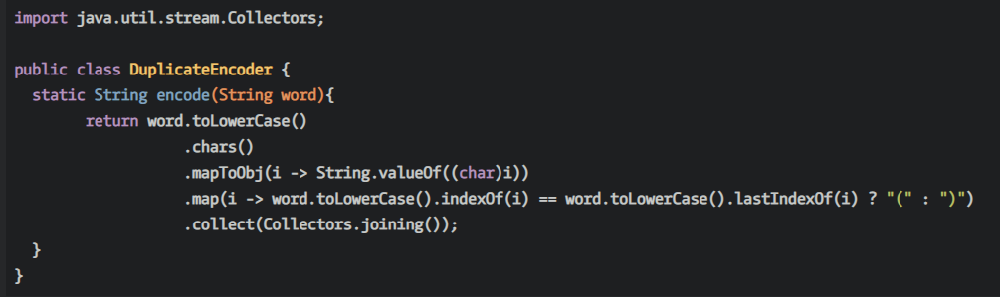 import java.util.stream.Collectors;
public class DuplicateEncoder {
static String encode(String word){
return word.toLowerCase()
.chars()
.mapToObj(i -> String.valueOf((char)i))
.map(i -> word.toLowerCase().indexOf(i) == word.toLowerCase().lastIndexOf(i) ? "(" : ")")
.collect(Collectors.joining());
}
}